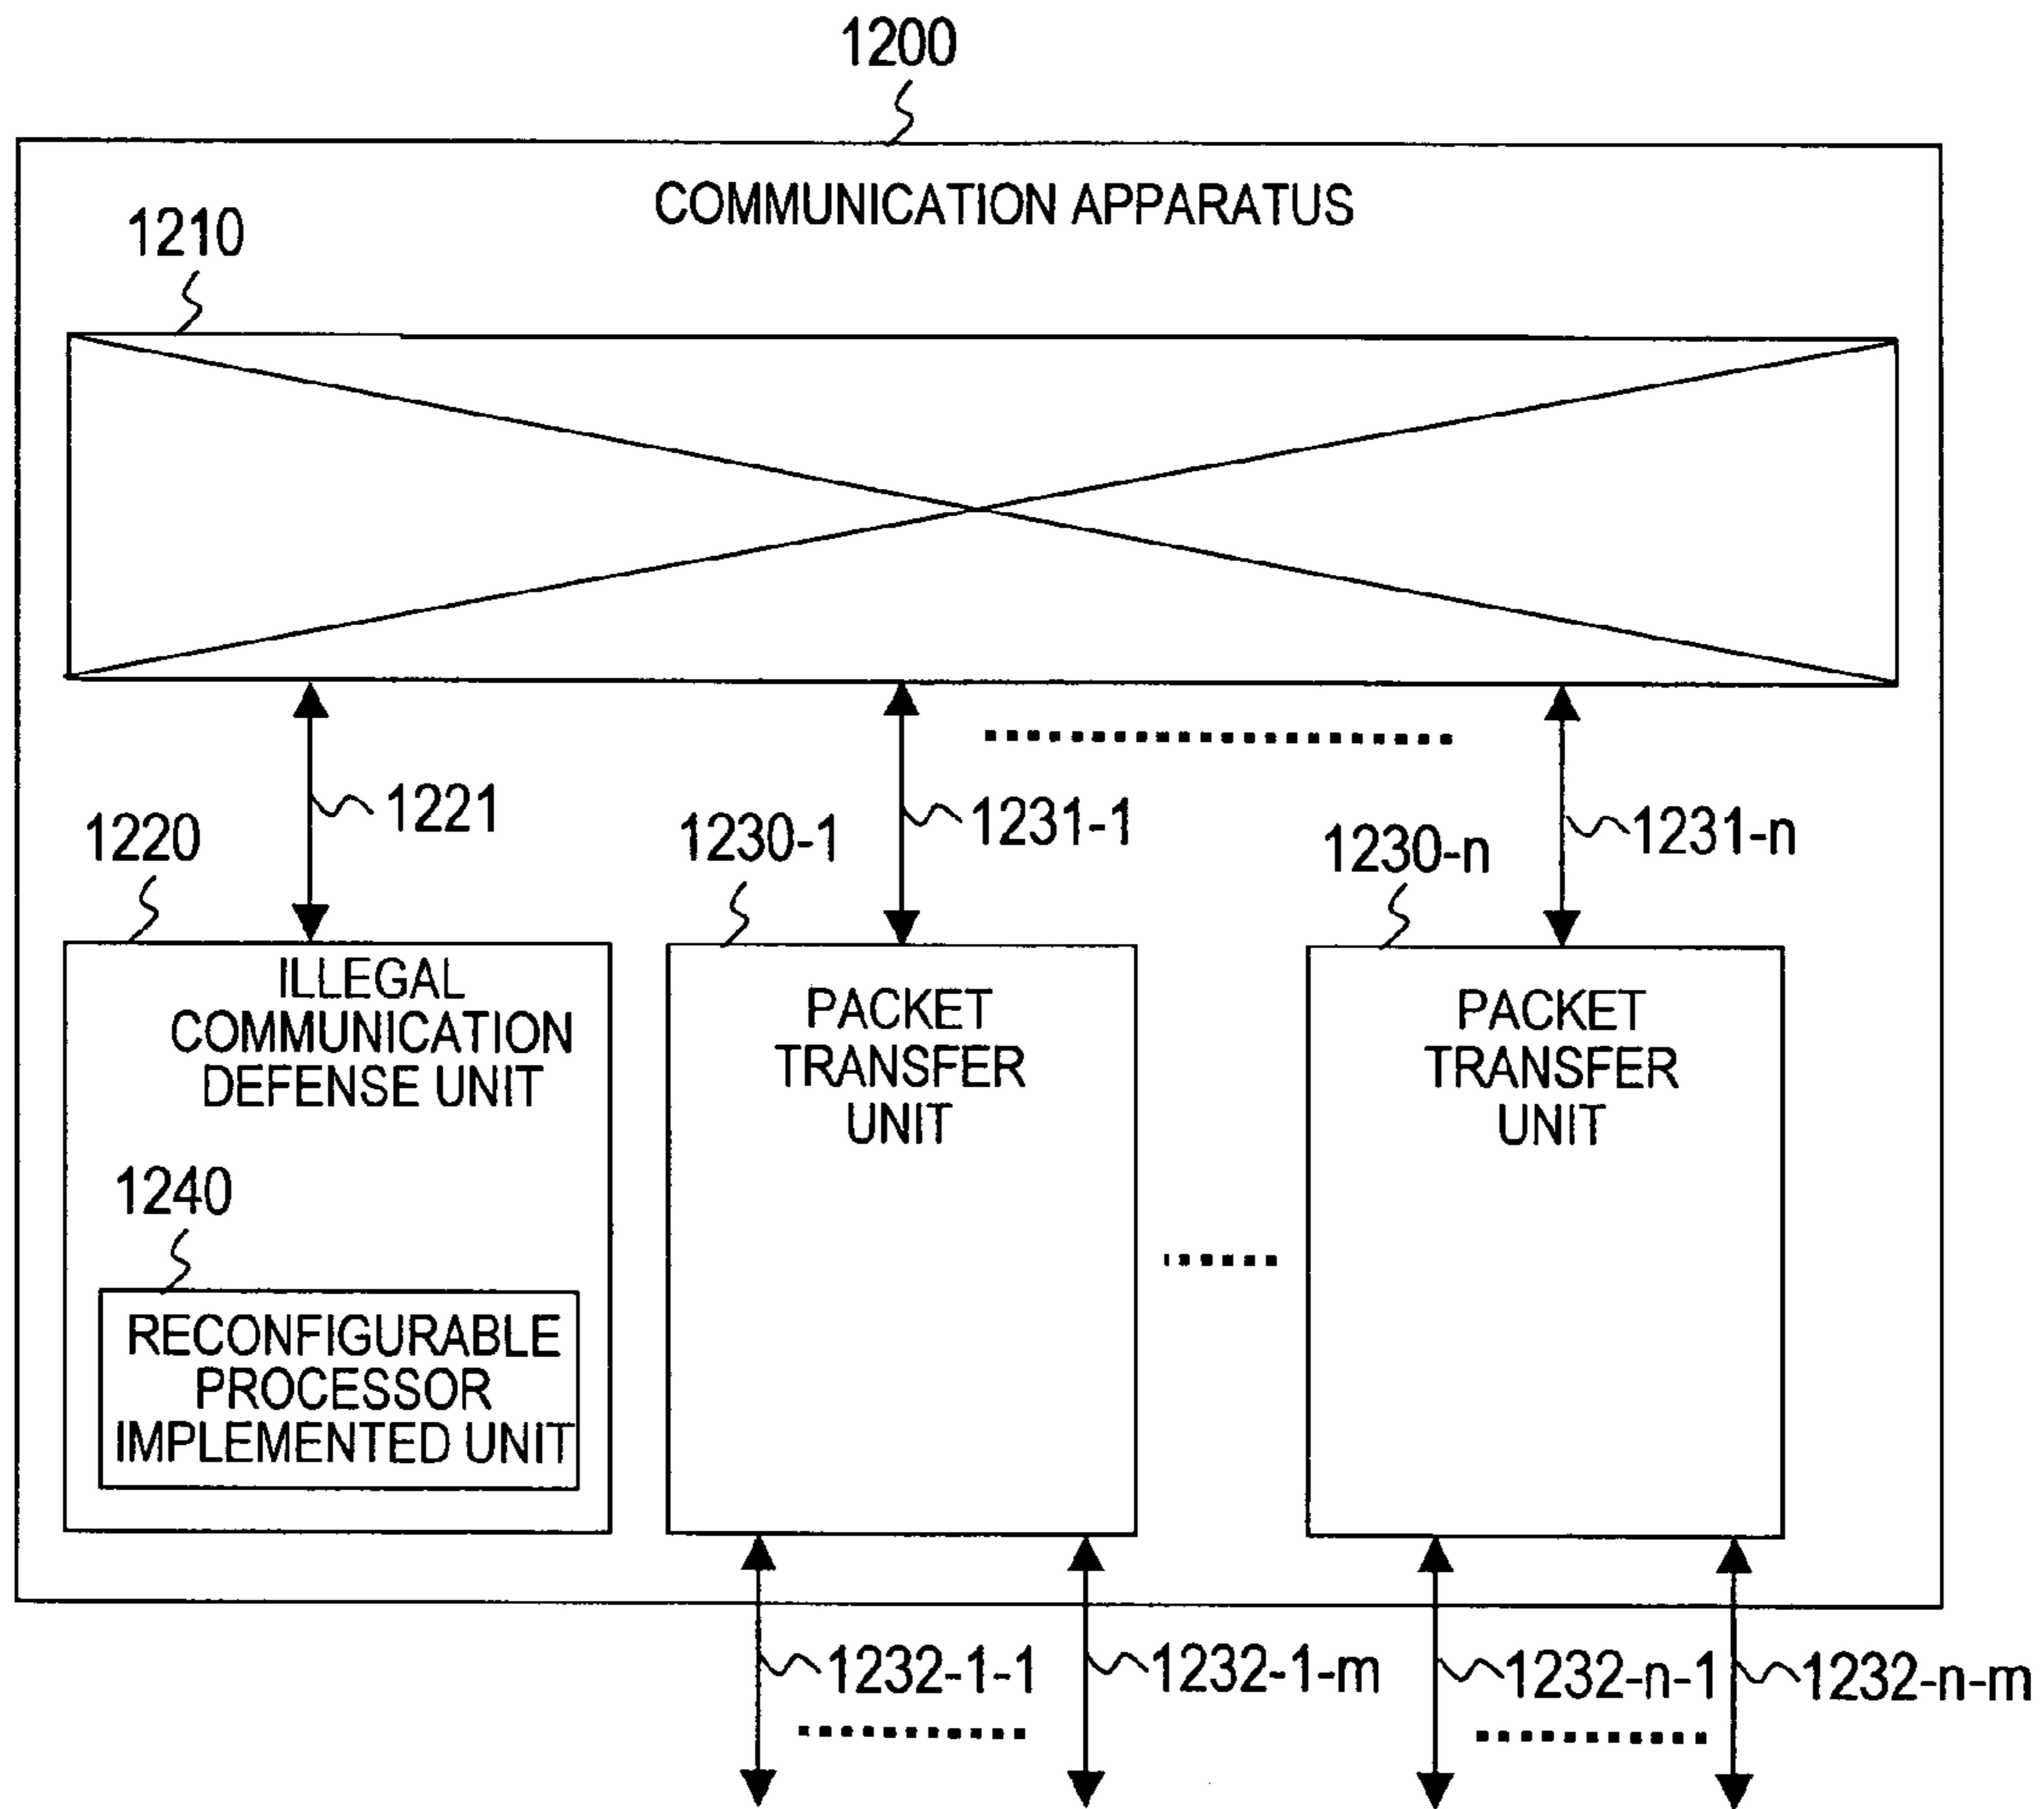 1200
COMMUNICATION APPARATUS
1210
1221
1231-1
1231-n
1220
1230-1
1230-n
ILLEGAL
COMMUNICATION
DEFENSE UNIT
PACKET
TRANSFER
UNIT
PACKET
TRANSFER
UNIT
1240
RECONFIGURABLE
PROCESSOR
IMPLEMENTED UNIT
1232-1-1
1232-1-m
1232-n-1
1232-n-m